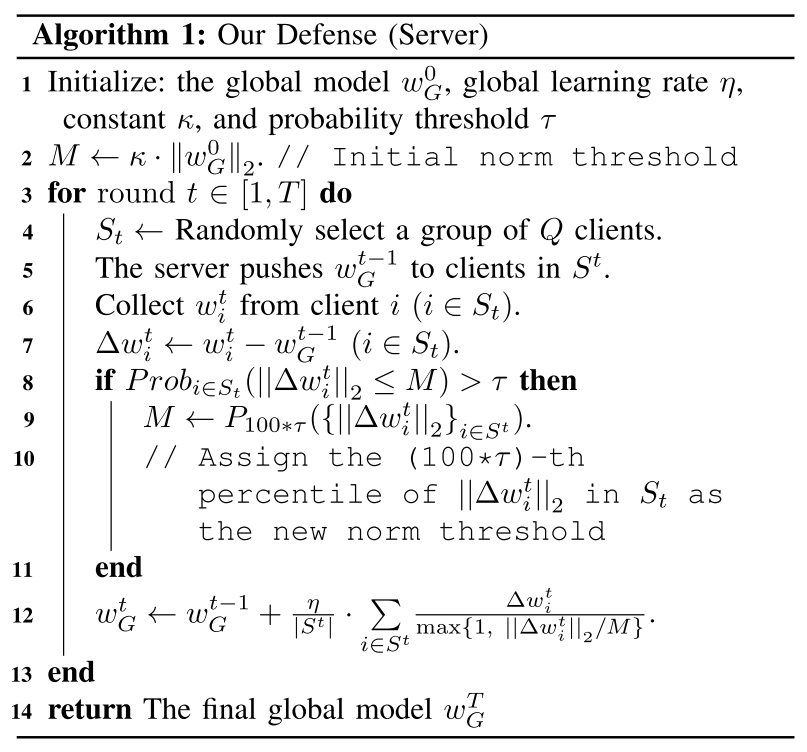 Algorithm 1: Our Defense (Server)
1 Initialize: the global model $w_G^0$, global learning rate $\eta$,
constant $\kappa$, and probability threshold $\tau$
2 $M \leftarrow \kappa \cdot \|w_G^0\|_2$. // Initial norm threshold
3 for round $t \in [1, T]$ do
4 $S_t \leftarrow$ Randomly select a group of $Q$ clients.
5 The server pushes $w_G^{t-1}$ to clients in $S^t$.
6 Collect $w_i^t$ from client $i$ ($i \in S_t$).
7 $\Delta w_i^t \leftarrow w_i^t - w_G^{t-1}$ ($i \in S_t$).
8 if $Prob_{i \in S_t}(||\Delta w_i^t||_2 \leq M) > \tau$ then
9 $M \leftarrow P_{100*\tau}(\{||\Delta w_i^t||_2\}_{i \in S^t})$.
10 // Assign the (100*$\tau$)-th
percentile of $||\Delta w_i^t||_2$ in $S_t$ as
the new norm threshold
11 end
12 $w_G^t \leftarrow w_G^{t-1} + \frac{\eta}{|S^t|} \cdot \sum_{i \in S^t} \frac{\Delta w_i^t}{\max\{1, ||\Delta w_i^t||_2/M\}}$.
13 end
14 return The final global model $w_G^T$